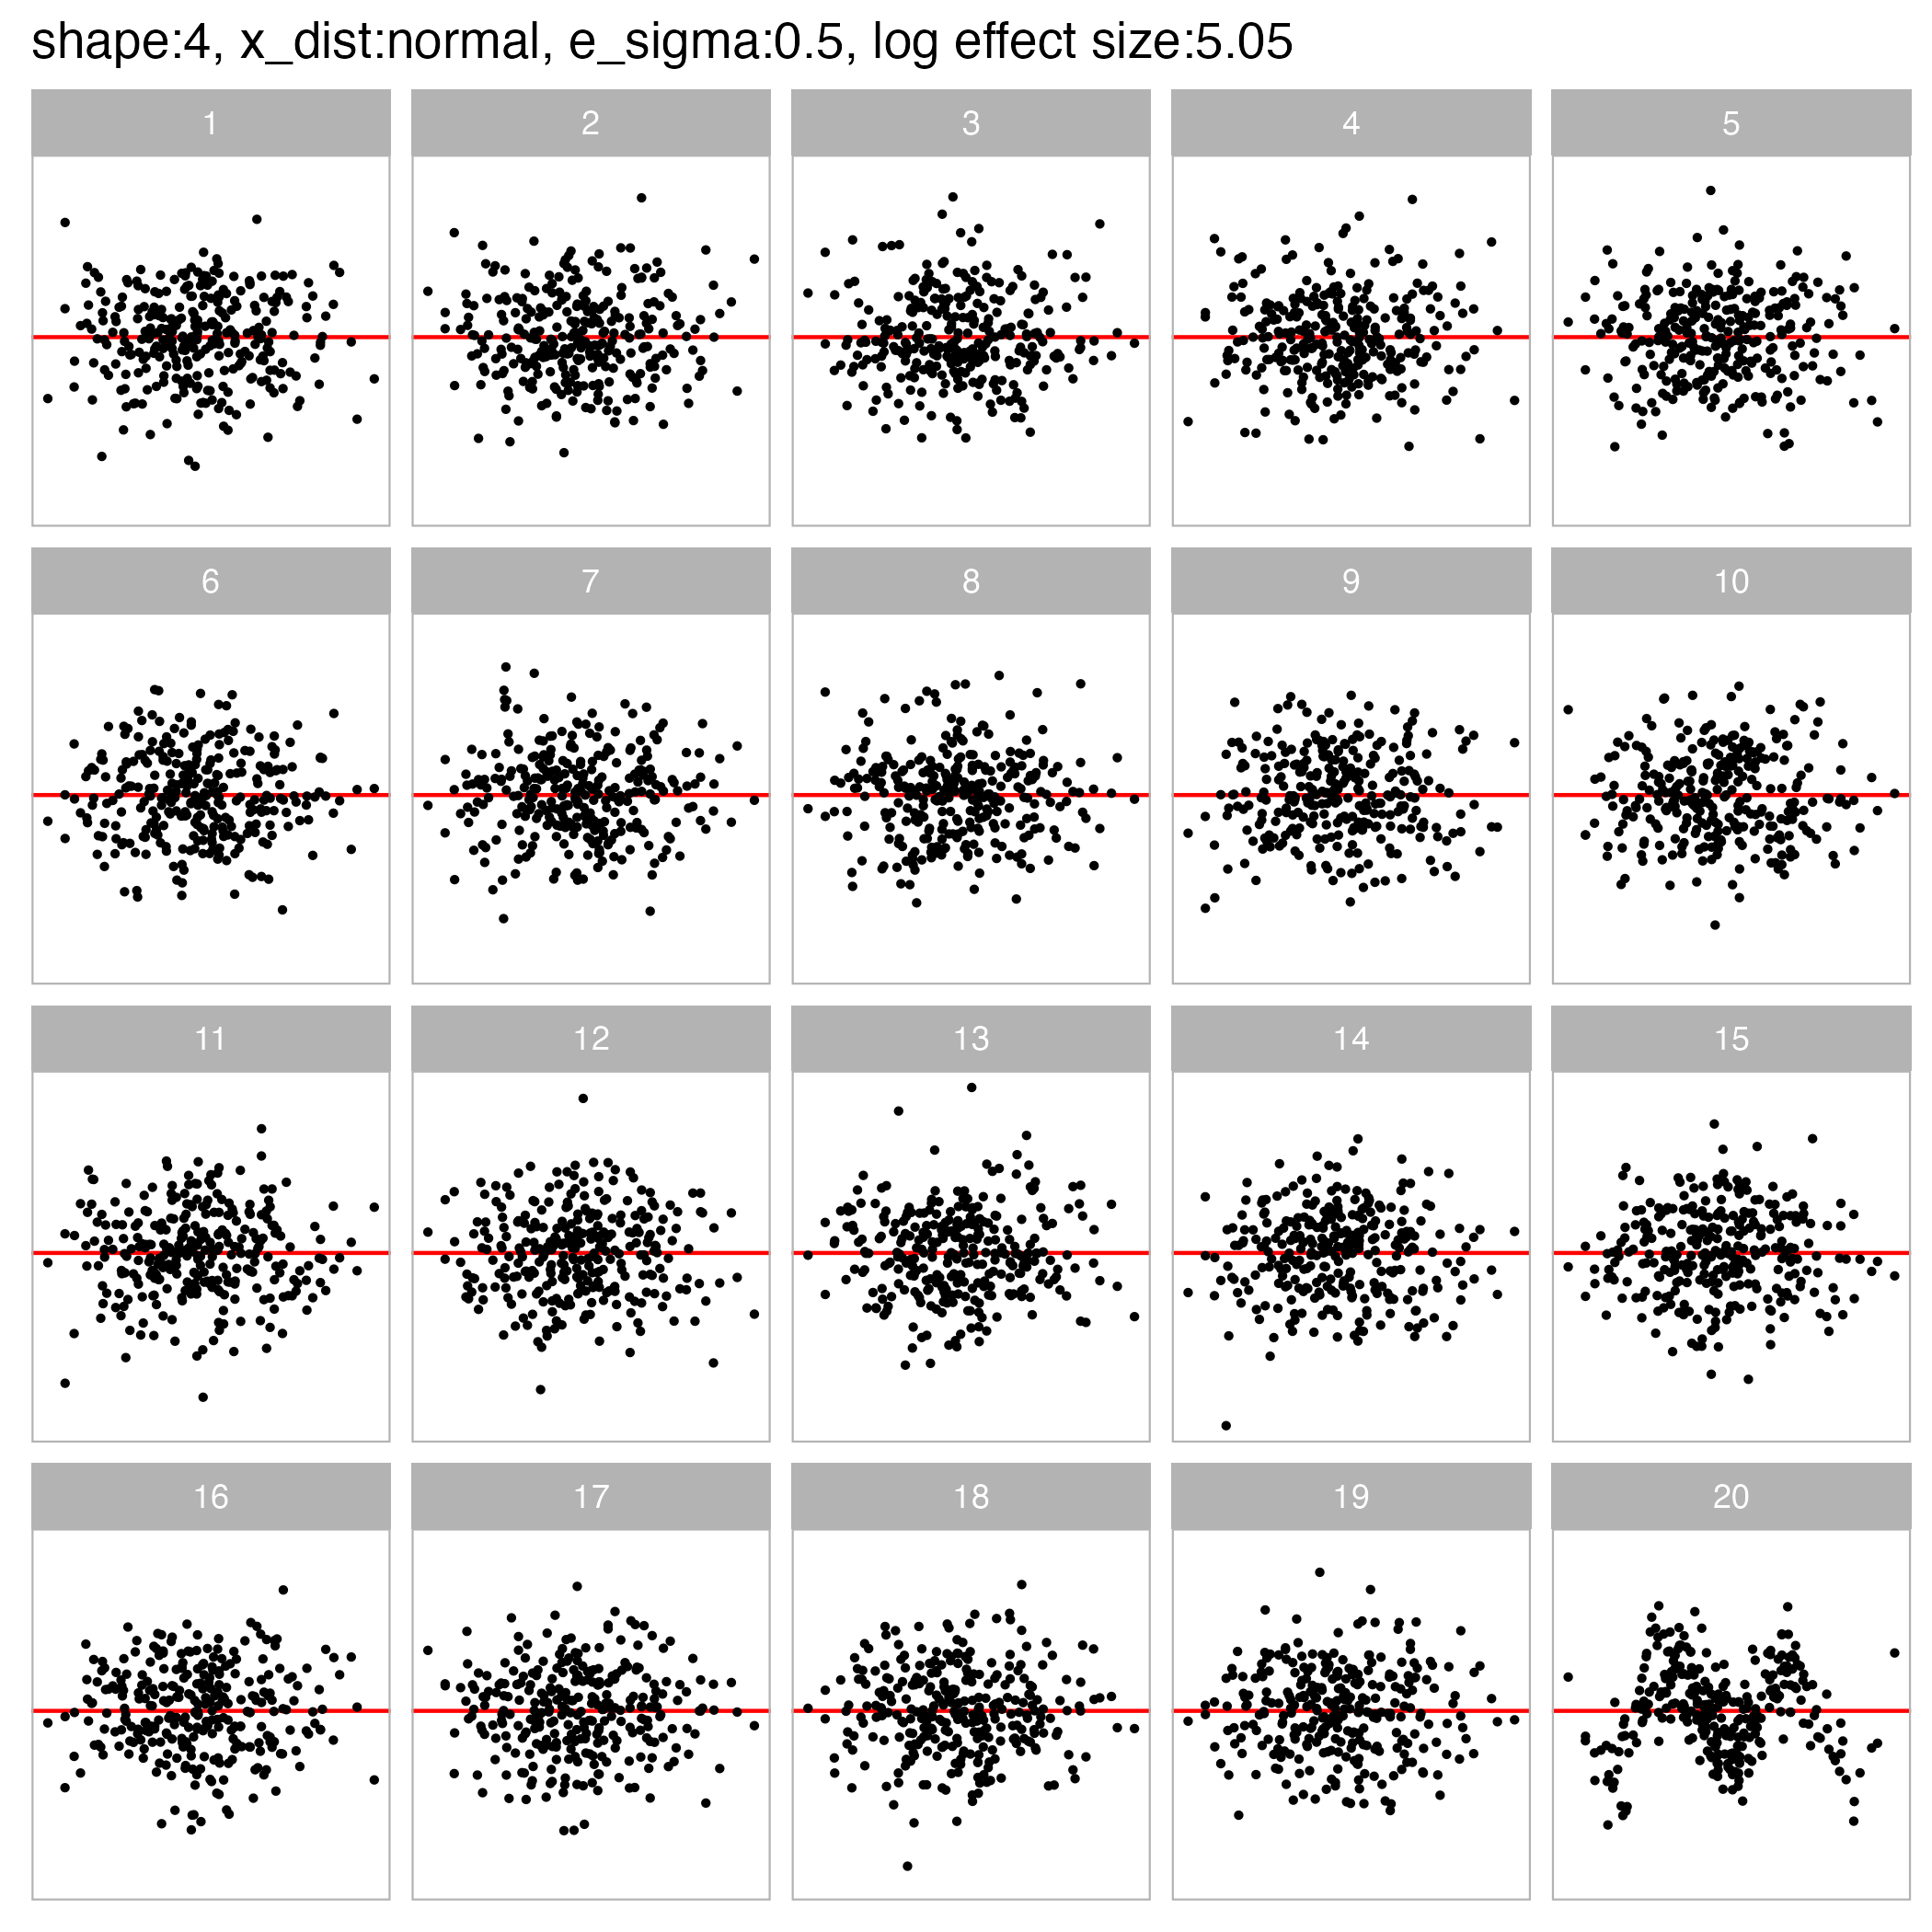 shape:4, x_dist:normal, e_sigma:0.5, log effect size:5.05
1 2 3 4 5
6 7 8 9 10
11 12 13 14 15
16 17 18 19 20